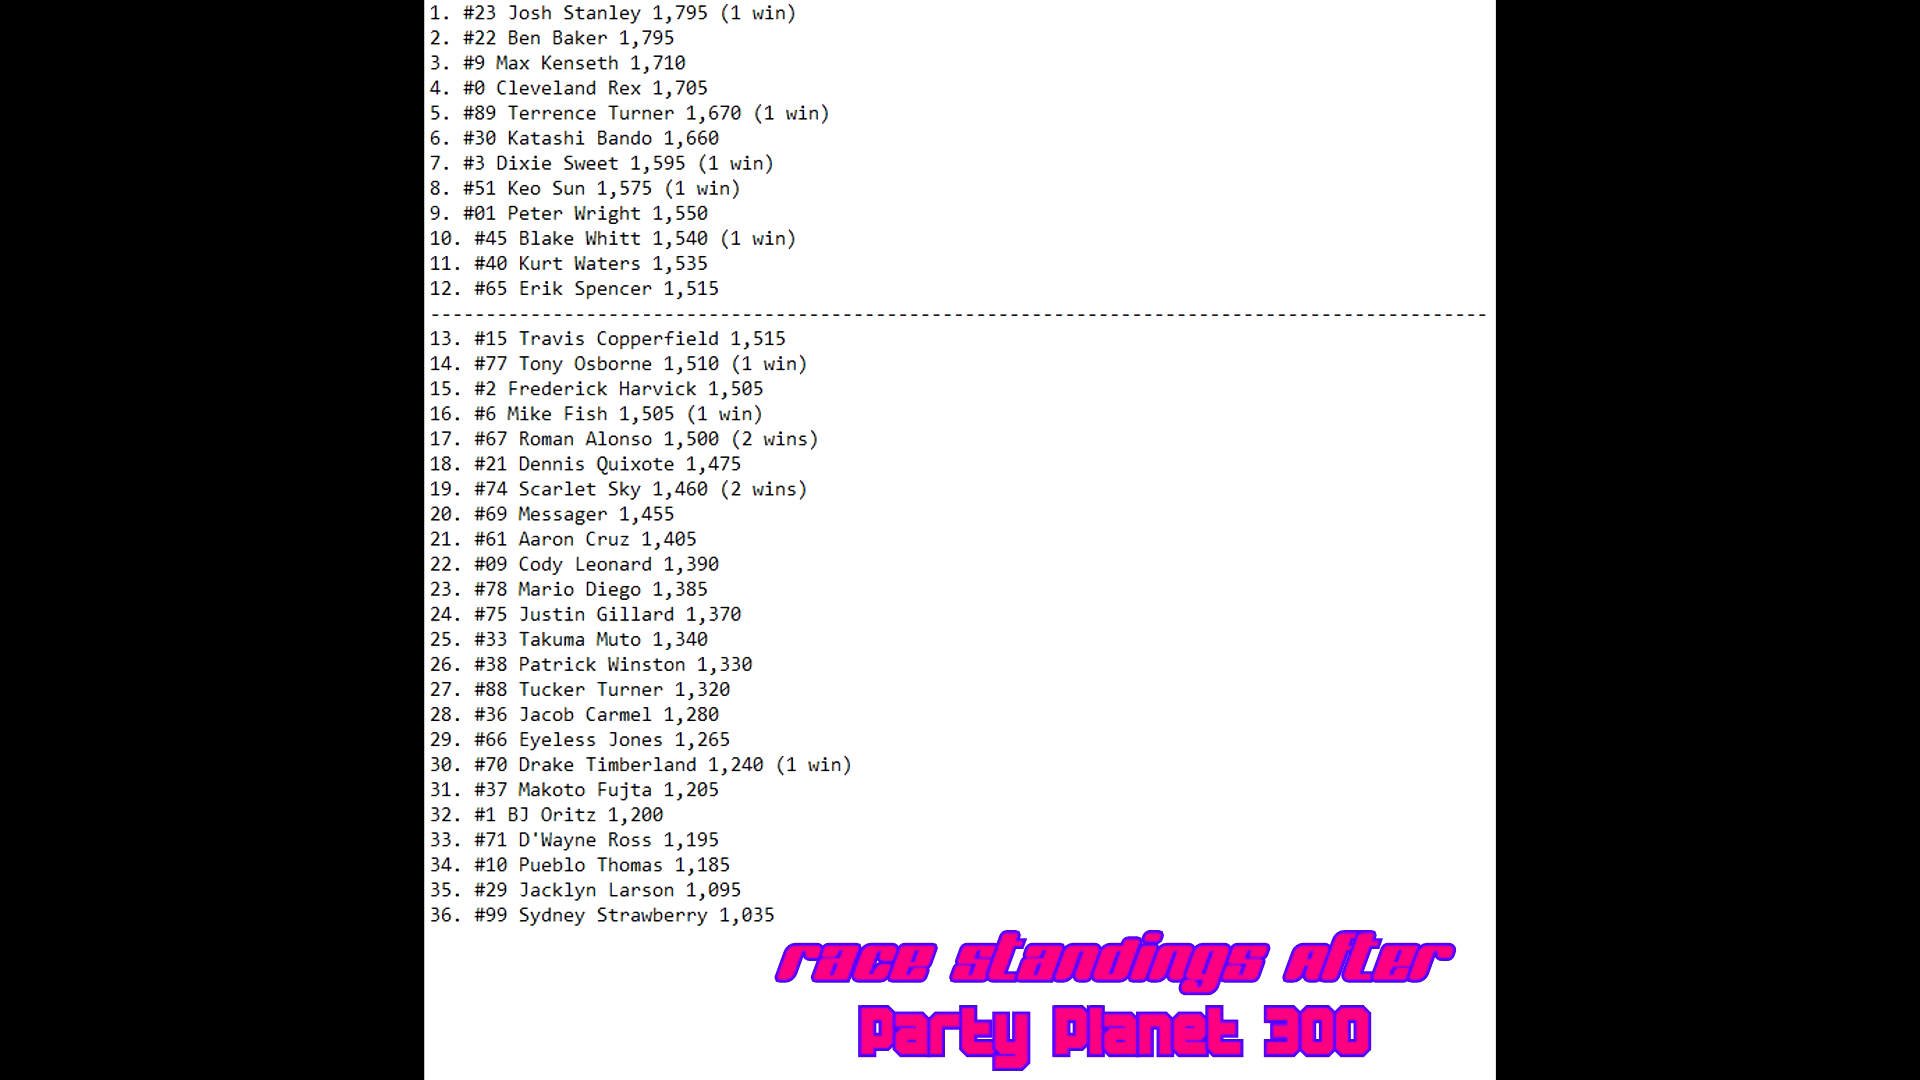 1. #23 Josh Stanley 1,795 (1 win)
2. #22 Ben Baker 1,795
3. #9 Max Kenseth 1,710
4. #0 Cleveland Rex 1,705
5. #89 Terrence Turner 1,670 (1 win)
6. #30 Katashi Bando 1,660
7. #3 Dixie Sweet 1,595 (1 win)
8. #51 Keo Sun 1,575 (1 win)
9. #01 Peter Wright 1,550
10. #45 Blake Whitt 1,540 (1 win)
11. #40 Kurt Waters 1,535
12. #65 Erik Spencer 1,515
-----------------------------------------------------------------------------------------------
13. #15 Travis Copperfield 1,515
14. #77 Tony Osborne 1,510 (1 win)
15. #2 Frederick Harvick 1,505
16. #6 Mike Fish 1,505 (1 win)
17. #67 Roman Alonso 1,500 (2 wins)
18. #21 Dennis Quixote 1,475
19. #74 Scarlet Sky 1,460 (2 wins)
20. #69 Messager 1,455
21. #61 Aaron Cruz 1,405
22. #09 Cody Leonard 1,390
23. #78 Mario Diego 1,385
24. #75 Justin Gillard 1,370
25. #33 Takuma Muto 1,340
26. #38 Patrick Winston 1,330
27. #88 Tucker Turner 1,320
28. #36 Jacob Carmel 1,280
29. #66 Eyeless Jones 1,265
30. #70 Drake Timberland 1,240 (1 win)
31. #37 Makoto Fujta 1,205
32. #1 BJ Oritz 1,200
33. #71 D'Wayne Ross 1,195
34. #10 Pueblo Thomas 1,185
35. #29 Jacklyn Larson 1,095
36. #99 Sydney Strawberry 1,035
race standings after
Party Planet 300